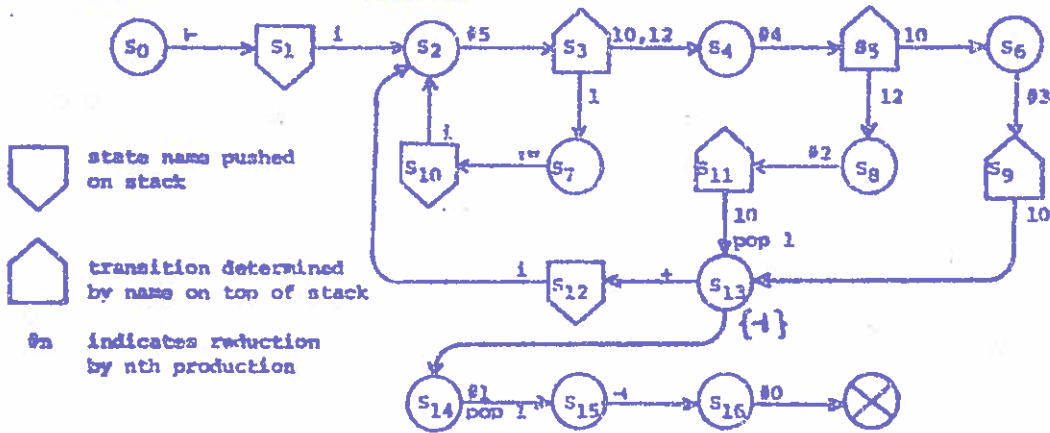 S0 ⊢ S1 i S2 #5 S3 10,12 S4 #4 S5 10 S6
1 12 #3
i
S10 S7 S11 #2 S8 S9
10
pop 1
10
i S12 + S13
{⊣}
state name pushed
on stack
transition determined
by name on top of stack
#n indicates reduction
by nth production
S14 #1 S15 ⊣ S16 #0
pop 1